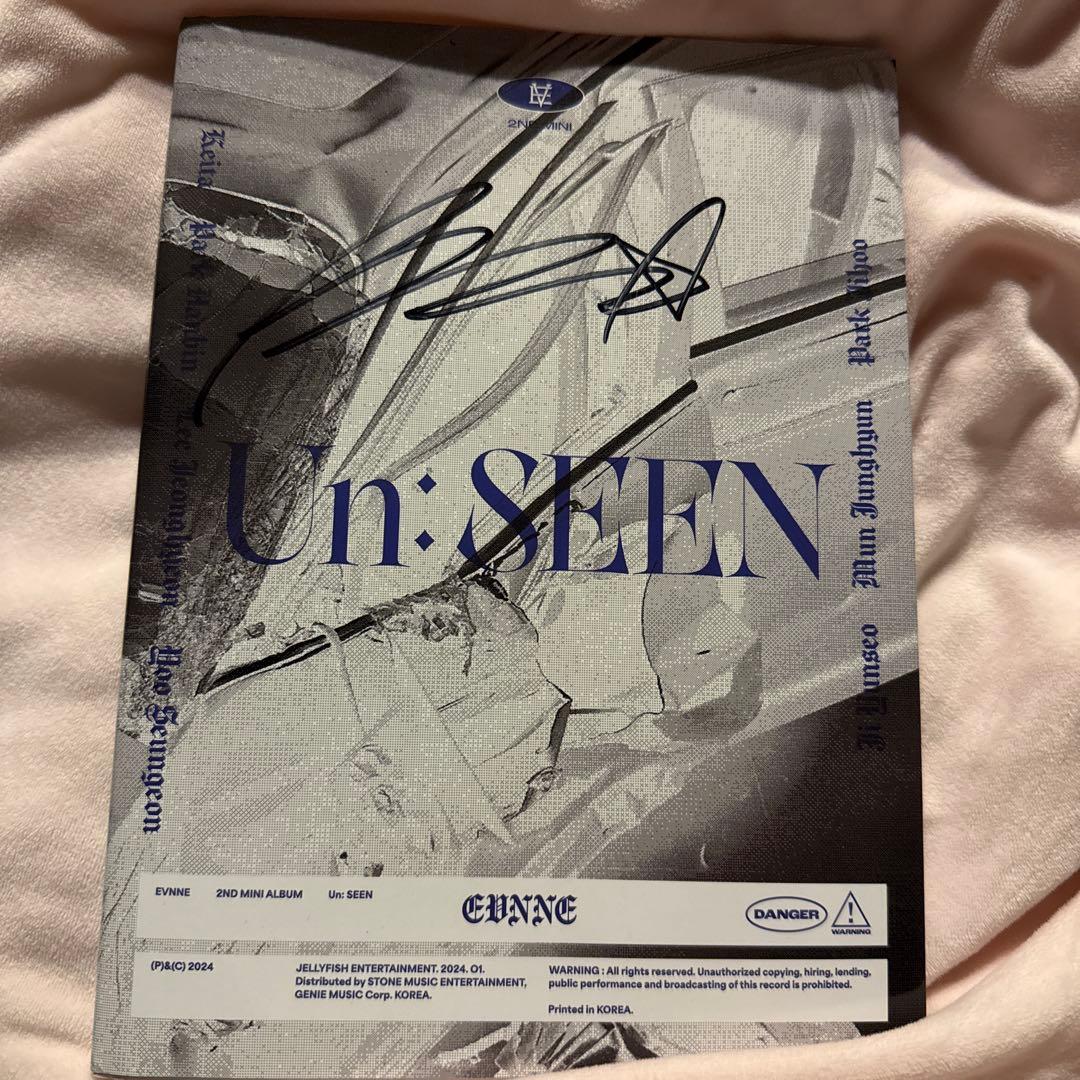 2ND MINI
Keita
Park Hanbin
Lee Jeonghyeon
Yoo Seungeon
Park Jihoo
Mun Junghyun
Ji Yunseo
Un: SEEN
EVNNE 2ND MINI ALBUM Un: SEEN
EVNNE
DANGER
WARNING
(P)&(C) 2024
JELLYFISH ENTERTAINMENT. 2024. 01.
Distributed by STONE MUSIC ENTERTAINMENT,
GENIE MUSIC Corp. KOREA.
WARNING : All rights reserved. Unauthorized copying, hiring, lending,
public performance and broadcasting of this record is prohibited.
Printed in KOREA.